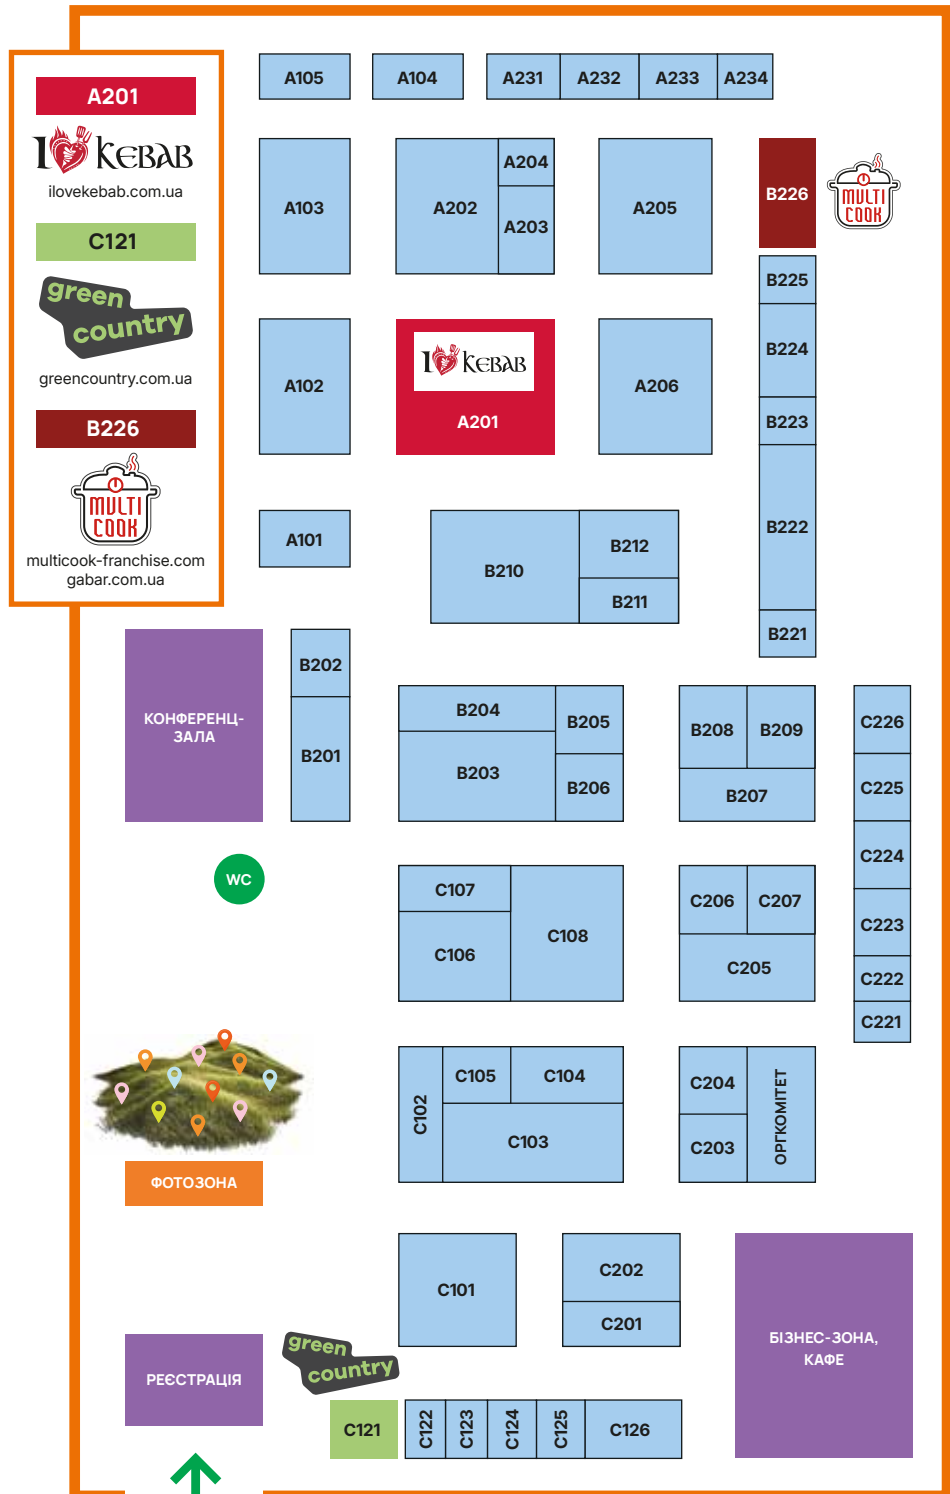 A201
I KEBAB
ilovekebab.com.ua
C121
green
country
greencountry.com.ua
B226
MULTI
COOK
multicook-franchise.com
gabar.com.ua
A105
A104
A231
A232
A233
A234
A103
A202
A204
A203
A205
B226
MULTI
COOK
B225
B224
B223
B222
B221
A102
I KEBAB
A201
A206
A101
B210
B212
B211
КОНФЕРЕНЦ-
ЗАЛА
B202
B201
B204
B203
B205
B206
B208
B209
B207
C226
C225
C224
C223
C222
C221
WC
C107
C106
C108
C206
C207
C205
C102
C105
C104
C103
C204
C203
ОРГКОМІТЕТ
ФОТОЗОНА
C101
C202
C201
БІЗНЕС-ЗОНА,
КАФЕ
РЕЄСТРАЦІЯ
green
country
C121
C122
C123
C124
C125
C126